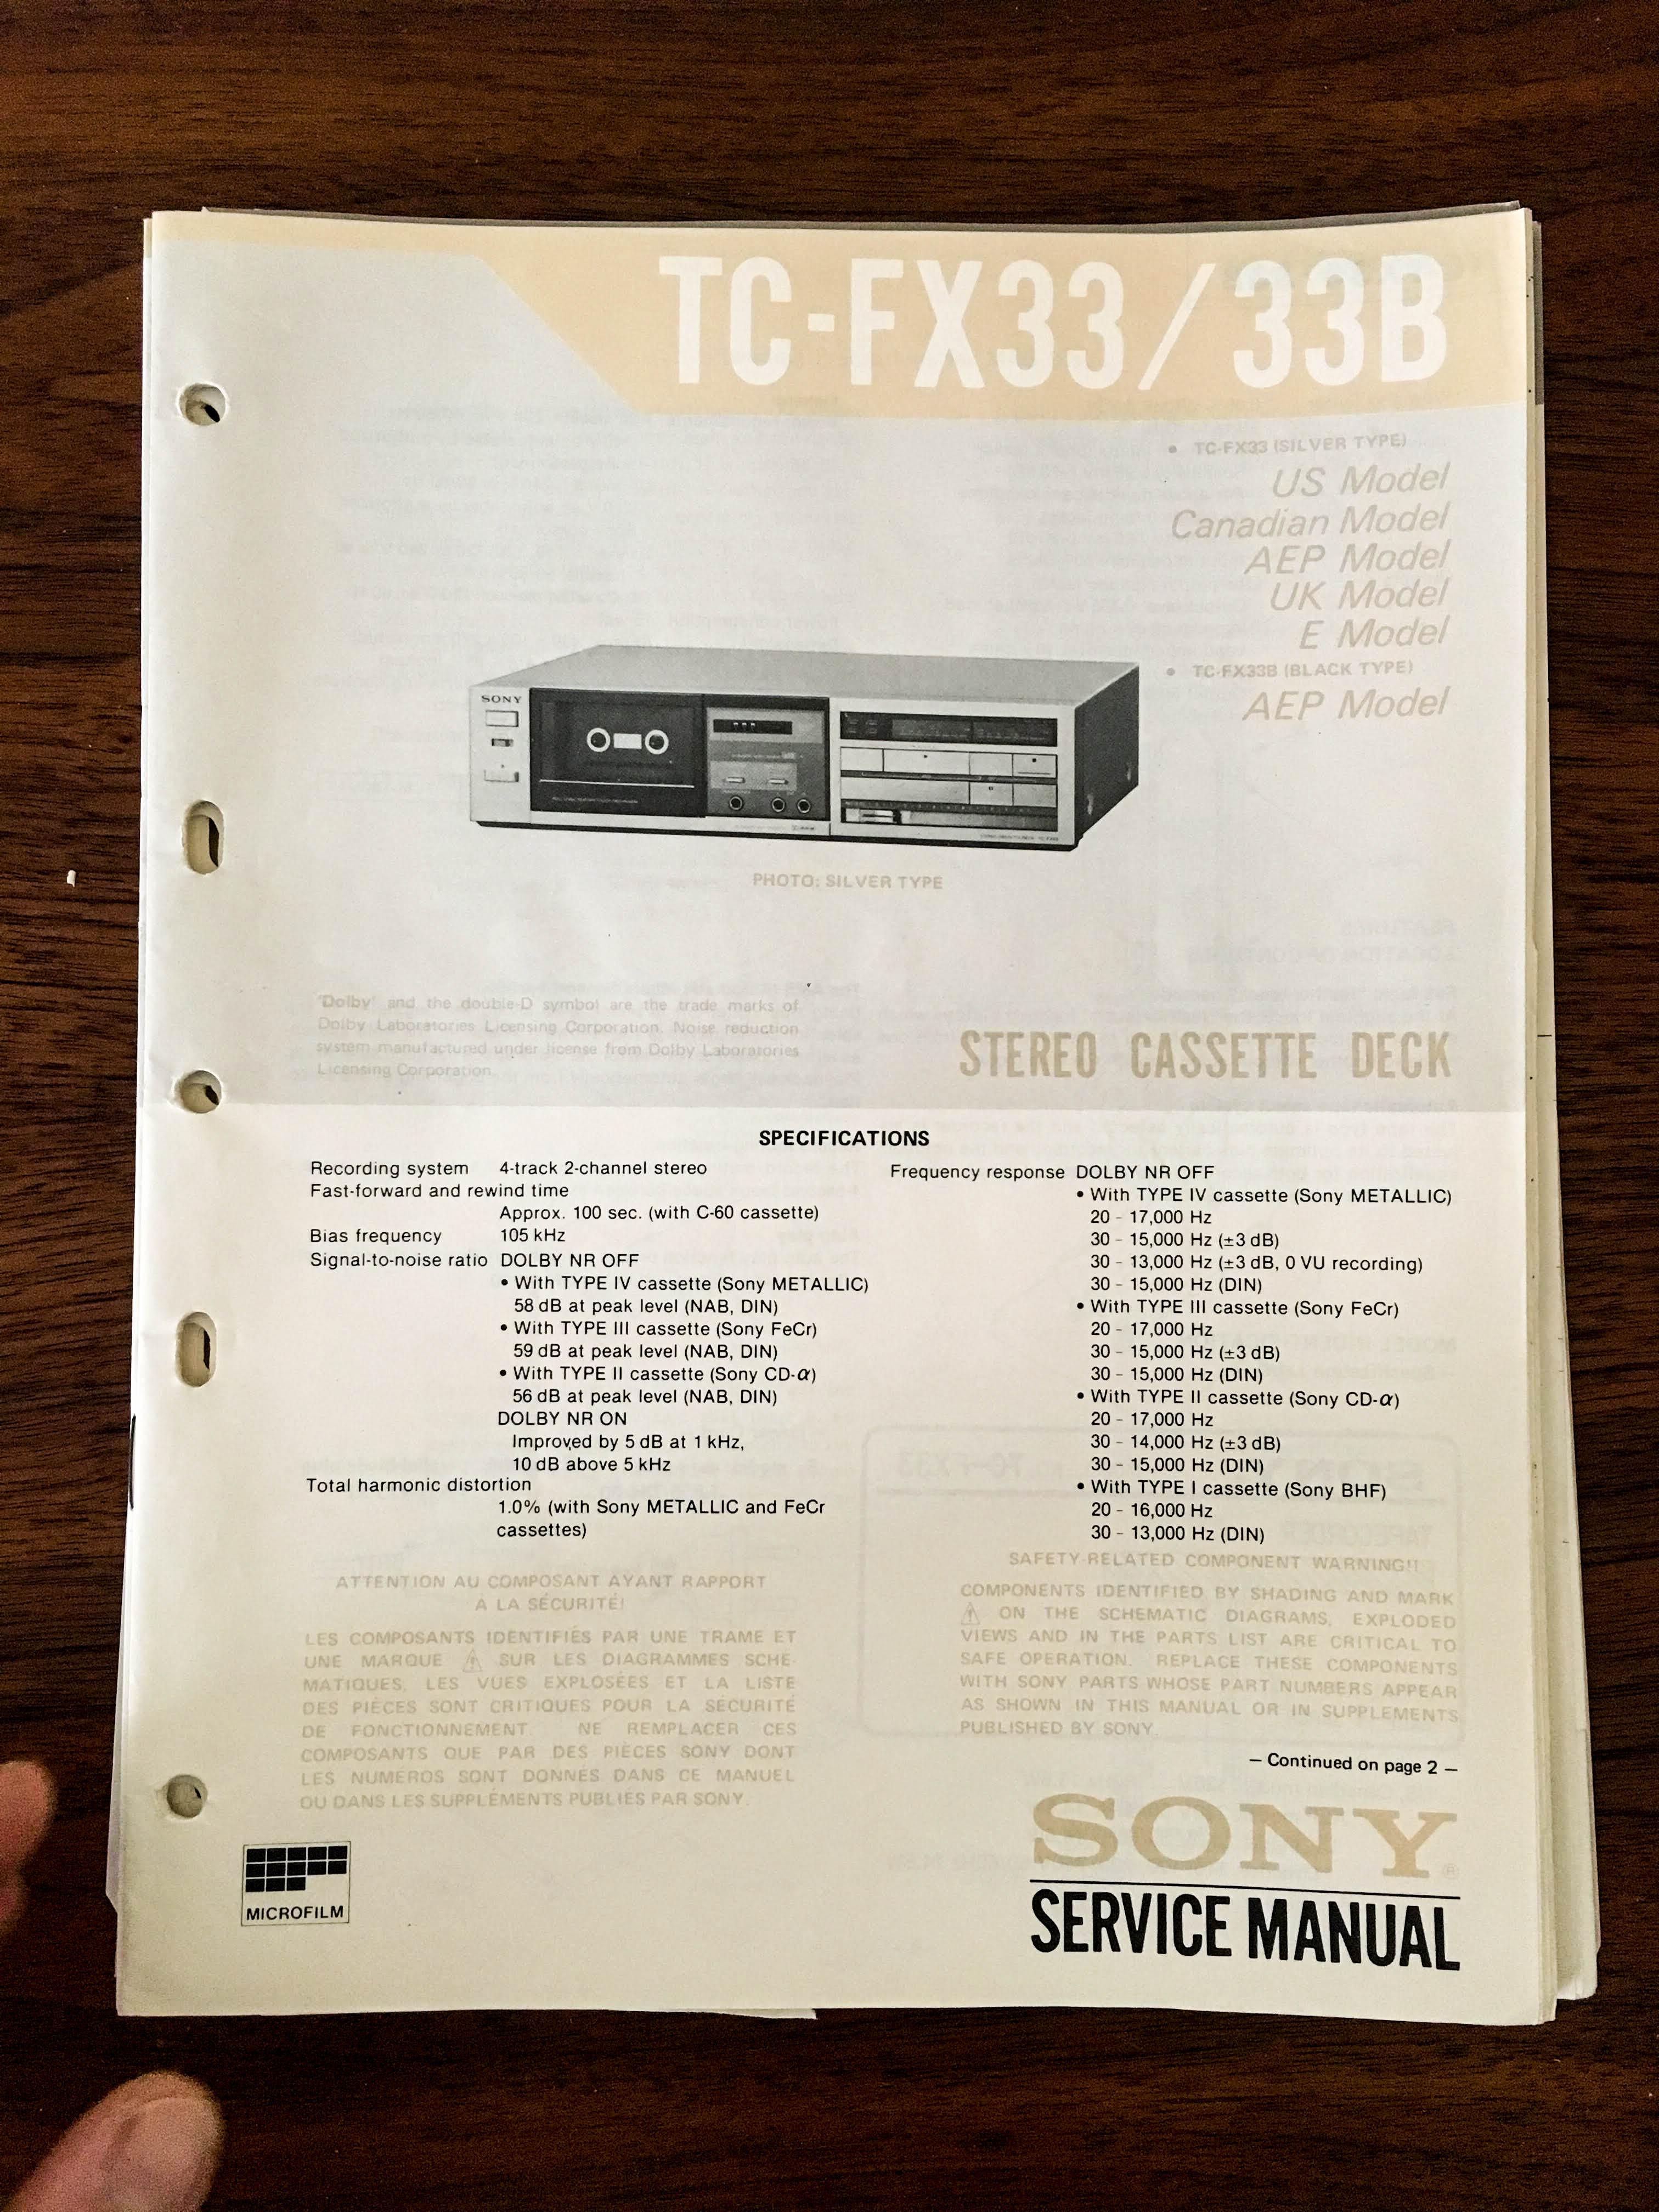 TC-FX33/33B
• TC-FX33 (SILVER TYPE)
US Model
Canadian Model
AEP Model
UK Model
E Model
• TC-FX33B (BLACK TYPE)
AEP Model
SONY
PHOTO: SILVER TYPE
'Dolby' and the double-D symbol are the trade marks of
Dolby Laboratories Licensing Corporation. Noise reduction
system manufactured under license from Dolby Laboratories
Licensing Corporation.
STEREO CASSETTE DECK
SPECIFICATIONS
Recording system 4-track 2-channel stereo
Fast-forward and rewind time
Approx. 100 sec. (with C-60 cassette)
Bias frequency 105 kHz
Signal-to-noise ratio DOLBY NR OFF
• With TYPE IV cassette (Sony METALLIC)
58 dB at peak level (NAB, DIN)
• With TYPE III cassette (Sony FeCr)
59 dB at peak level (NAB, DIN)
• With TYPE II cassette (Sony CD-α)
56 dB at peak level (NAB, DIN)
DOLBY NR ON
Improved by 5 dB at 1 kHz,
10 dB above 5 kHz
Total harmonic distortion
1.0% (with Sony METALLIC and FeCr
cassettes)
Frequency response DOLBY NR OFF
• With TYPE IV cassette (Sony METALLIC)
20 - 17,000 Hz
30 - 15,000 Hz (±3 dB)
30 - 13,000 Hz (±3 dB, 0 VU recording)
30 - 15,000 Hz (DIN)
• With TYPE III cassette (Sony FeCr)
20 - 17,000 Hz
30 - 15,000 Hz (±3 dB)
30 - 15,000 Hz (DIN)
• With TYPE II cassette (Sony CD-α)
20 - 17,000 Hz
30 - 14,000 Hz (±3 dB)
30 - 15,000 Hz (DIN)
• With TYPE I cassette (Sony BHF)
20 - 16,000 Hz
30 - 13,000 Hz (DIN)
ATTENTION AU COMPOSANT AYANT RAPPORT
À LA SÉCURITÉ!
LES COMPOSANTS IDENTIFIÉS PAR UNE TRAME ET
UNE MARQUE ⚠ SUR LES DIAGRAMMES SCHÉ-
MATIQUES, LES VUES EXPLOSÉES ET LA LISTE
DES PIÈCES SONT CRITIQUES POUR LA SÉCURITÉ
DE FONCTIONNEMENT. NE REMPLACER CES
COMPOSANTS QUE PAR DES PIÈCES SONY DONT
LES NUMÉROS SONT DONNÉS DANS CE MANUEL
OU DANS LES SUPPLÉMENTS PUBLIÉS PAR SONY.
SAFETY-RELATED COMPONENT WARNING!!
COMPONENTS IDENTIFIED BY SHADING AND MARK
⚠ ON THE SCHEMATIC DIAGRAMS, EXPLODED
VIEWS AND IN THE PARTS LIST ARE CRITICAL TO
SAFE OPERATION. REPLACE THESE COMPONENTS
WITH SONY PARTS WHOSE PART NUMBERS APPEAR
AS SHOWN IN THIS MANUAL OR IN SUPPLEMENTS
PUBLISHED BY SONY.
— Continued on page 2 —
MICROFILM
SONY®
SERVICE MANUAL